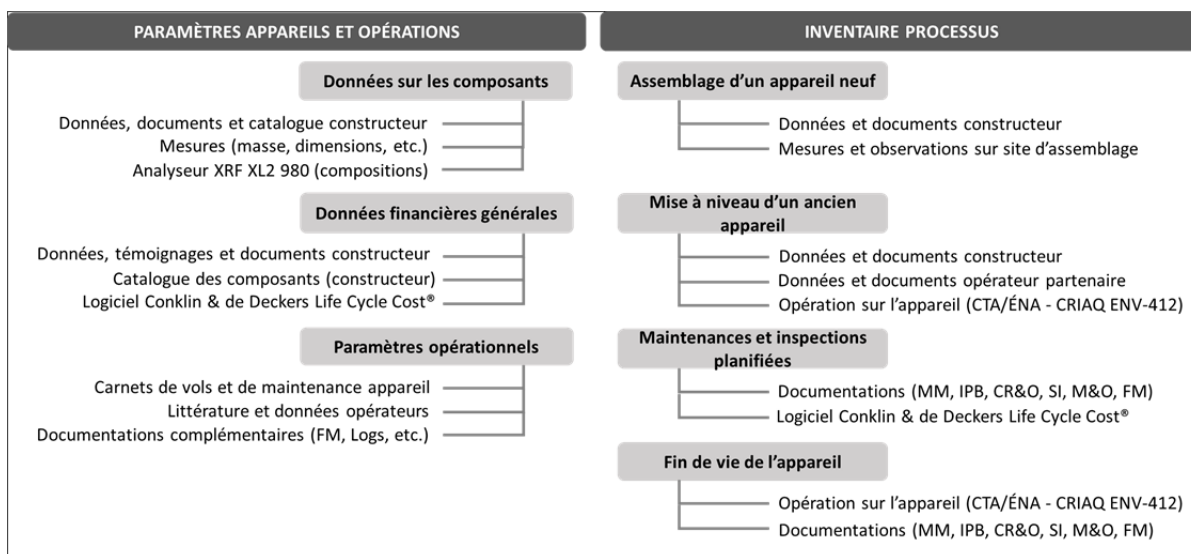 PARAMÈTRES APPAREILS ET OPÉRATIONS
Données sur les composants
Données, documents et catalogue constructeur
Mesures (masse, dimensions, etc.)
Analyseur XRF XL2 980 (compositions)
Données financières générales
Données, témoignages et documents constructeur
Catalogue des composants (constructeur)
Logiciel Conklin & de Deckers Life Cycle Cost®
Paramètres opérationnels
Carnets de vols et de maintenance appareil
Littérature et données opérateurs
Documentations complémentaires (FM, Logs, etc.)
INVENTAIRE PROCESSUS
Assemblage d'un appareil neuf
Données et documents constructeur
Mesures et observations sur site d'assemblage
Mise à niveau d'un ancien
appareil
Données et documents constructeur
Données et documents opérateur partenaire
Opération sur l'appareil (CTA/ÉNA - CRIAQ ENV-412)
Maintenances et inspections
planifiées
Documentations (MM, IPB, CR&O, SI, M&O, FM)
Logiciel Conklin & de Deckers Life Cycle Cost®
Fin de vie de l'appareil
Opération sur l'appareil (CTA/ÉNA - CRIAQ ENV-412)
Documentations (MM, IPB, CR&O, SI, M&O, FM)